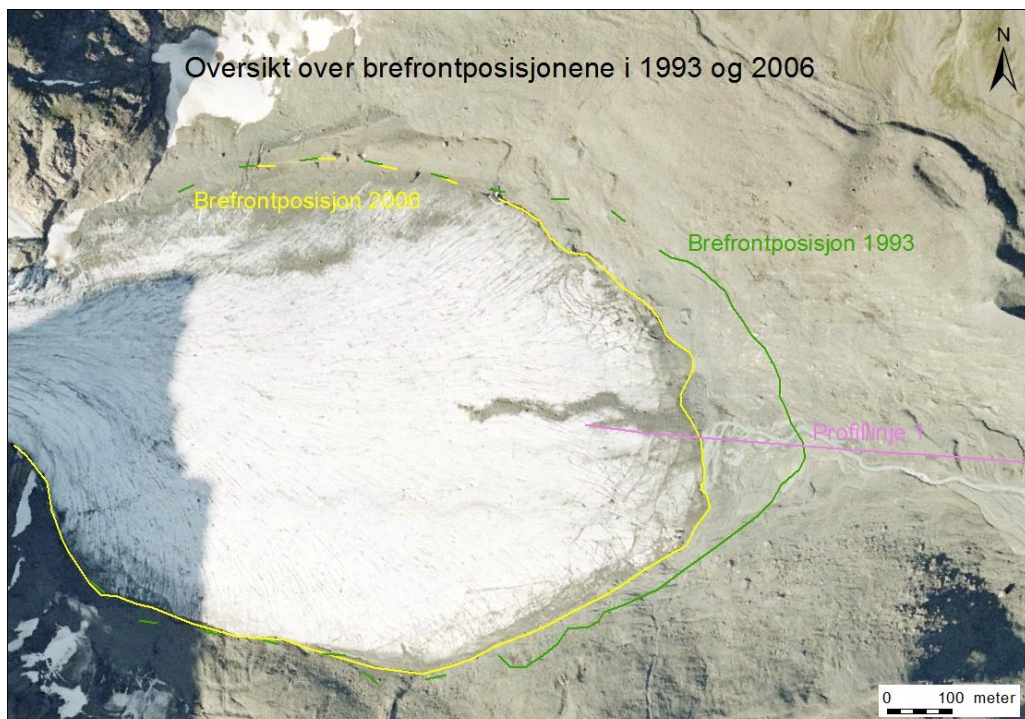 N
Oversikt over brefrontposisjonene i 1993 og 2006
Brefrontposisjon 2006
Brefrontposisjon 1993
Profillinje 1
0 100 meter